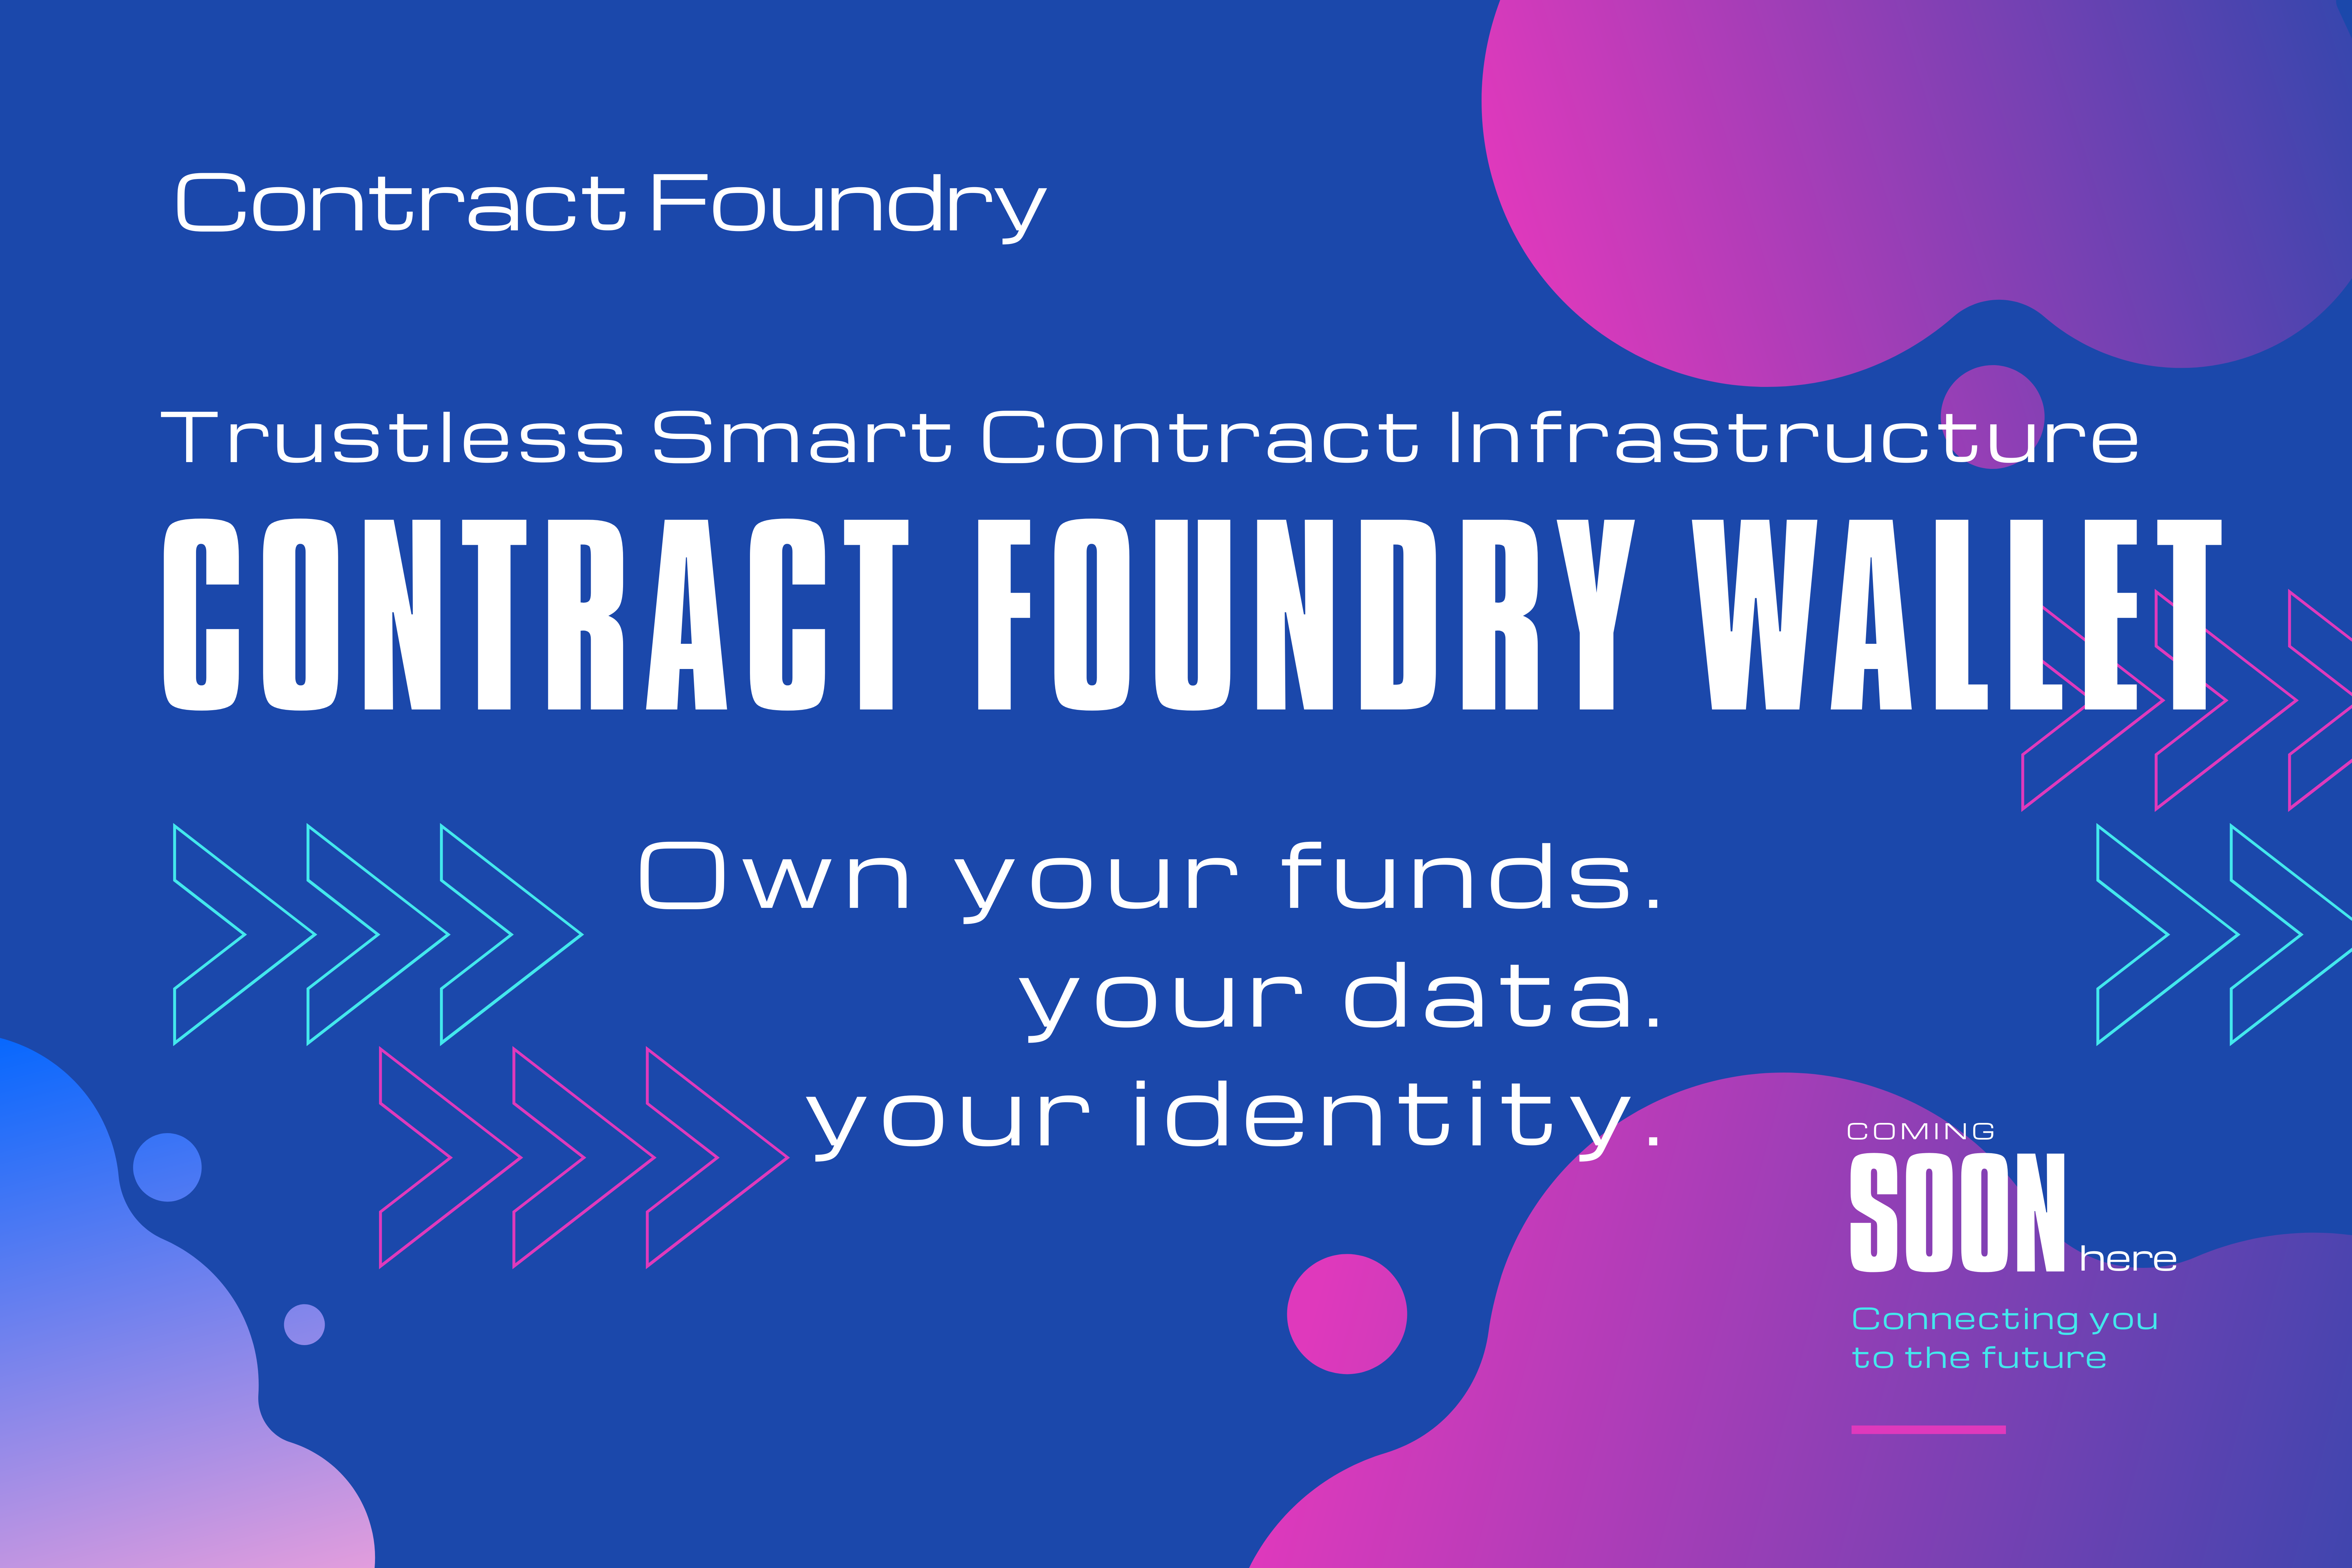 Contract Foundry
Trustless Smart Contract Infrastructure
CONTRACT FOUNDRY WALLET
Own your funds.
your data.
your identity.
COMING
SOON here
Connecting you
to the future